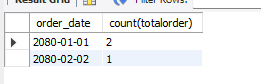 Result Grid Filter Rows:
order_date count(totalorder)
2080-01-01 2
2080-02-02 1